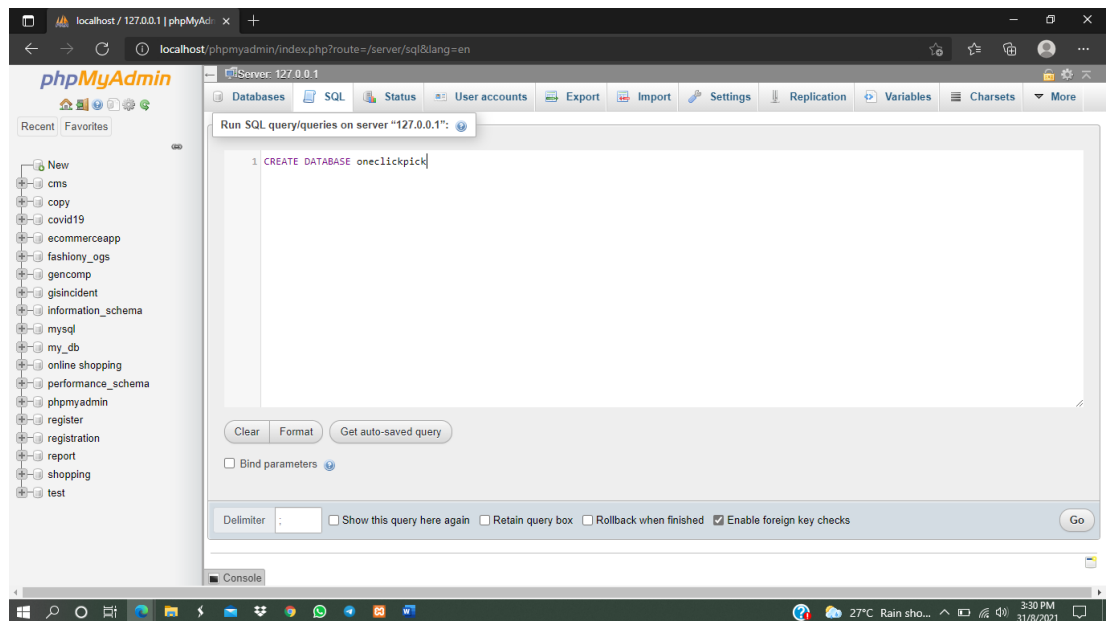 localhost / 127.0.0.1 | phpMyAdn
localhost/phpmyadmin/index.php?route=/server/sql&lang=en
phpMyAdmin
Recent Favorites
New
cms
copy
covid19
ecommerceapp
fashiony_ogs
gencomp
gisincident
information_schema
mysql
my_db
online shopping
performance_schema
phpmyadmin
register
registration
report
shopping
test
Server: 127.0.0.1
Databases SQL Status User accounts Export Import Settings Replication Variables Charsets More
Run SQL query/queries on server “127.0.0.1”:
1 CREATE DATABASE oneclickpick
Clear Format Get auto-saved query
Bind parameters
Delimiter ; Show this query here again Retain query box Rollback when finished Enable foreign key checks Go
Console
27°C Rain sho... 3:30 PM
31/8/2021